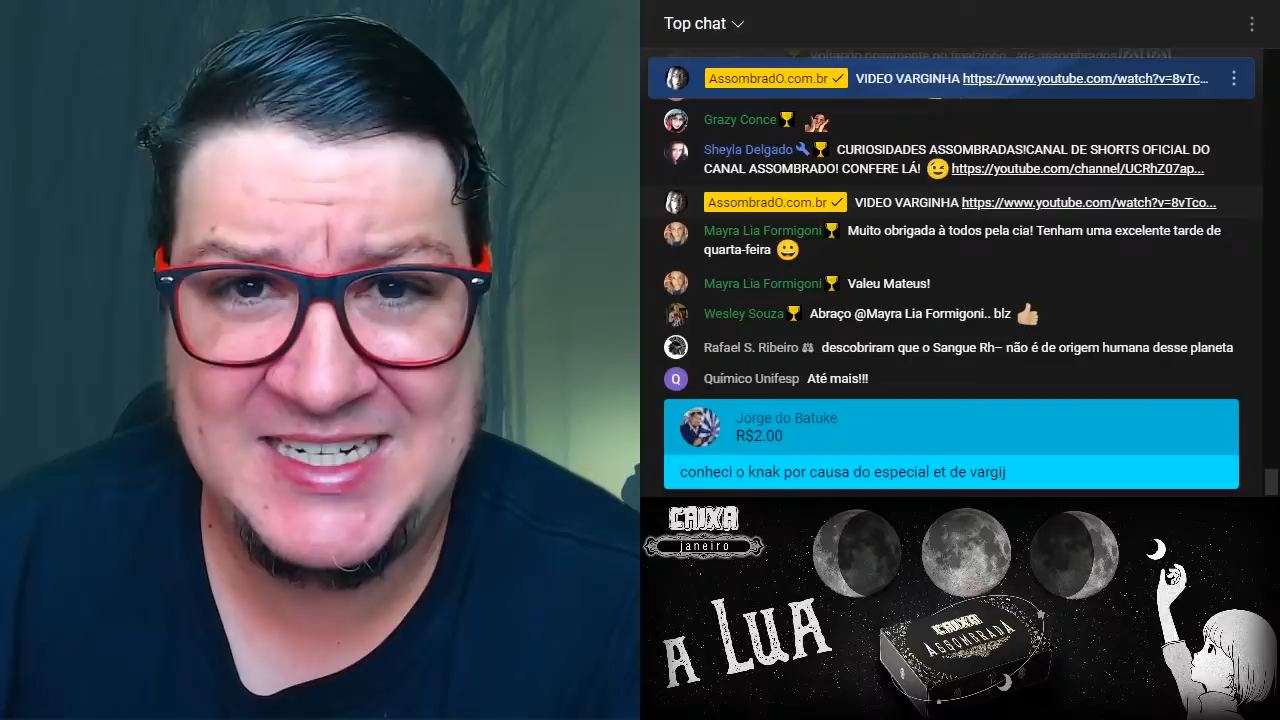 Top chat
AssombradO.com.br VIDEO VARGINHA https://www.youtube.com/watch?v=8vTc...
Grazy Conce
Sheyla Delgado CURIOSIDADES ASSOMBRADAS!CANAL DE SHORTS OFICIAL DO
CANAL ASSOMBRADO! CONFERE LÁ! https://youtube.com/channel/UCRhZ07ap...
AssombradO.com.br VIDEO VARGINHA https://www.youtube.com/watch?v=8vTco...
Mayra Lia Formigoni Muito obrigada à todos pela cia! Tenham uma excelente tarde de
quarta-feira
Mayra Lia Formigoni Valeu Mateus!
Wesley Souza Abraço @Mayra Lia Formigoni.. blz
Rafael S. Ribeiro descobriram que o Sangue Rh– não é de origem humana desse planeta
Q Químico Unifesp Até mais!!!
Jorge do Batuke
R$2.00
conheci o knak por causa do especial et de vargij
CAIXA
janeiro
A LUA
CAIXA
ASSOMBRADA